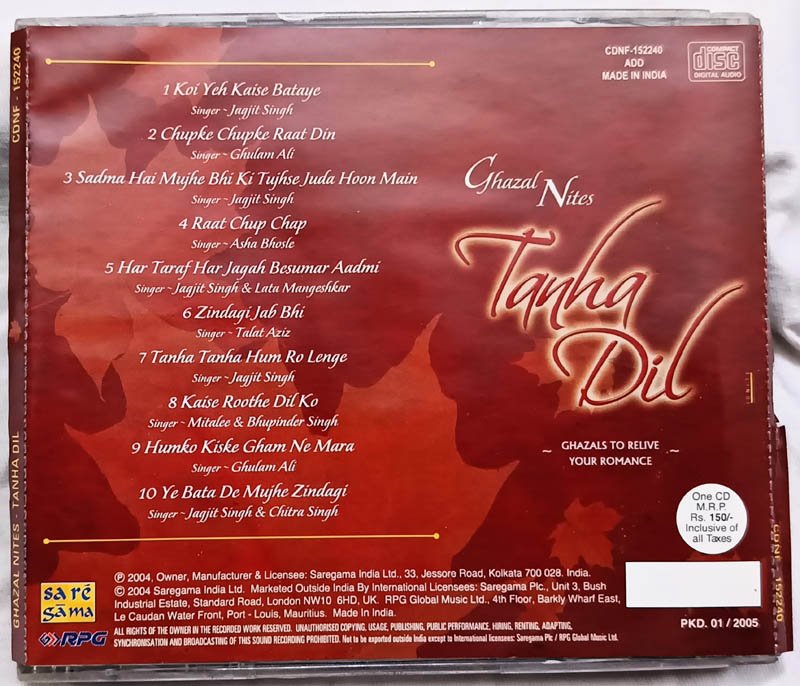 GHAZAL NITES - TANHA DIL
CDNF - 152240
1 Koi Yeh Kaise Bataye
Singer ~ Jagjit Singh
2 Chupke Chupke Raat Din
Singer ~ Ghulam Ali
3 Sadma Hai Mujhe Bhi Ki Tujhse Juda Hoon Main
Singer ~ Jagjit Singh
4 Raat Chup Chap
Singer ~ Asha Bhosle
5 Har Taraf Har Jagah Besumar Aadmi
Singer ~ Jagjit Singh & Lata Mangeshkar
6 Zindagi Jab Bhi
Singer ~ Talat Aziz
7 Tanha Tanha Hum Ro Lenge
Singer ~ Jagjit Singh
8 Kaise Roothe Dil Ko
Singer ~ Mitalee & Bhupinder Singh
9 Humko Kiske Gham Ne Mara
Singer ~ Ghulam Ali
10 Ye Bata De Mujhe Zindagi
Singer ~ Jagjit Singh & Chitra Singh
CDNF-152240
ADD
MADE IN INDIA
COMPACT
disc
DIGITAL AUDIO
Ghazal Nites
Tanha
Dil
~ GHAZALS TO RELIVE ~
YOUR ROMANCE
One CD
M.R.P.
Rs. 150/-
Inclusive of
all Taxes
sa ré
gāma
RPG
℗ 2004, Owner, Manufacturer & Licensee: Saregama India Ltd., 33, Jessore Road, Kolkata 700 028. India.
© 2004 Saregama India Ltd. Marketed Outside India By International Licensees: Saregama Plc., Unit 3, Bush
Industrial Estate, Standard Road, London NW10 6HD, UK. RPG Global Music Ltd., 4th Floor, Barkly Wharf East,
Le Caudan Water Front, Port - Louis, Mauritius. Made In India.
ALL RIGHTS OF THE OWNER IN THE RECORDED WORK RESERVED. UNAUTHORISED COPYING, USAGE, PUBLISHING, PUBLIC PERFORMANCE, HIRING, RENTING, ADAPTING,
SYNCHRONISATION AND BROADCASTING OF THIS SOUND RECORDING PROHIBITED. Not to be exported outside India except to International licensees: Saregama Plc / RPG Global Music Ltd.
PKD. 01 / 2005
CDNF - 152240